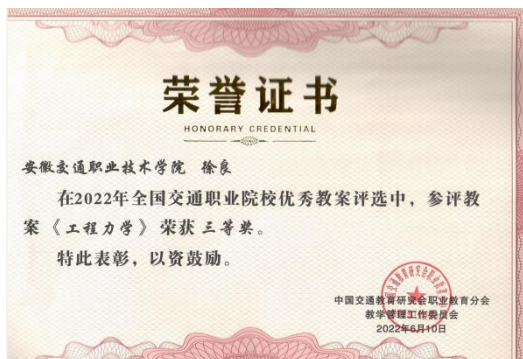 荣誉证书
HONORARY CREDENTIAL
安徽交通职业技术学院 徐良
在2022年全国交通职业院校优秀教案评选中，参评教
案《工程力学》荣获三等奖。
特此表彰，以资鼓励。
中国交通教育研究会职业教育分会
教学管理工作委员会
2022年6月10日